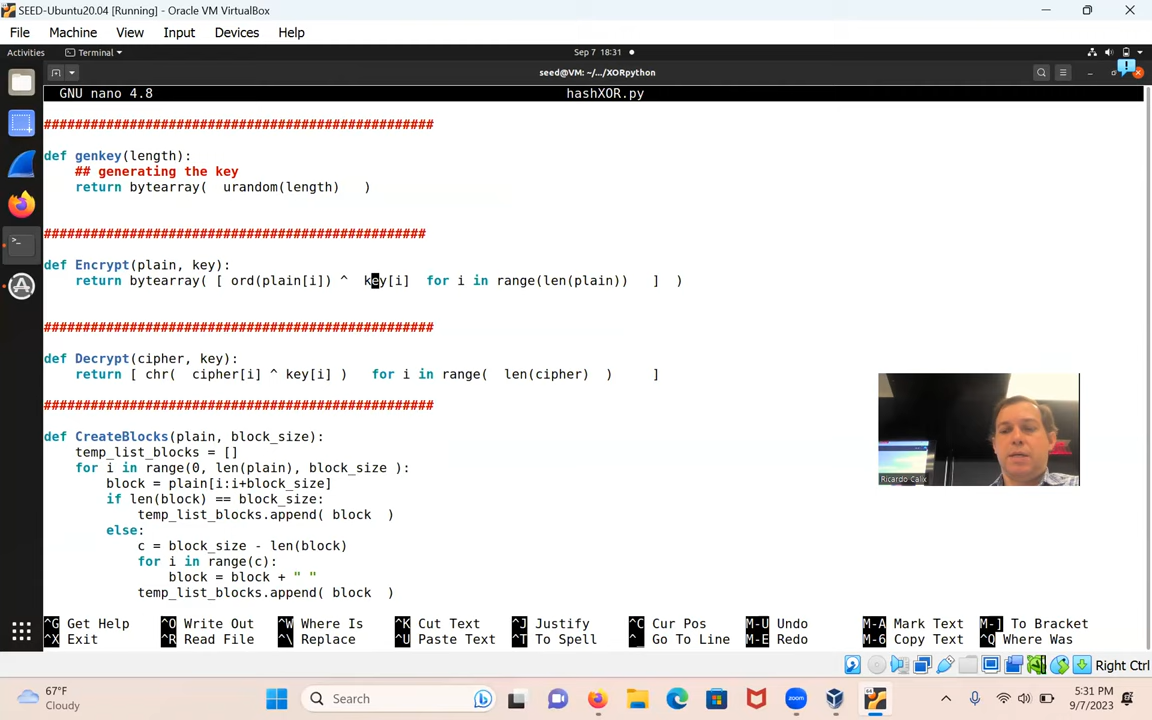 SEED-Ubuntu20.04 [Running] - Oracle VM VirtualBox
File Machine View Input Devices Help
Activities Terminal Sep 7 18:31
seed@VM: ~/.../XORpython
GNU nano 4.8 hashXOR.py
##################################################
def genkey(length):
## generating the key
return bytearray(  urandom(length)   )
#################################################
def Encrypt(plain, key):
return bytearray( [ ord(plain[i]) ^  key[i]  for i in range(len(plain))   ]  )
##################################################
def Decrypt(cipher, key):
return [ chr(  cipher[i] ^ key[i] )   for i in range(  len(cipher)  )     ]
##################################################
def CreateBlocks(plain, block_size):
temp_list_blocks = []
for i in range(0, len(plain), block_size ):
block = plain[i:i+block_size]
if len(block) == block_size:
temp_list_blocks.append( block  )
else:
c = block_size - len(block)
for i in range(c):
block = block + " "
temp_list_blocks.append( block  )
Ricardo Calix
^G Get Help ^O Write Out ^W Where Is ^K Cut Text ^J Justify ^C Cur Pos M-U Undo M-A Mark Text M-] To Bracket
^X Exit ^R Read File ^\ Replace ^U Paste Text ^T To Spell ^_ Go To Line M-E Redo M-6 Copy Text ^Q Where Was
Right Ctrl
67°F
Cloudy
Search
5:31 PM
9/7/2023